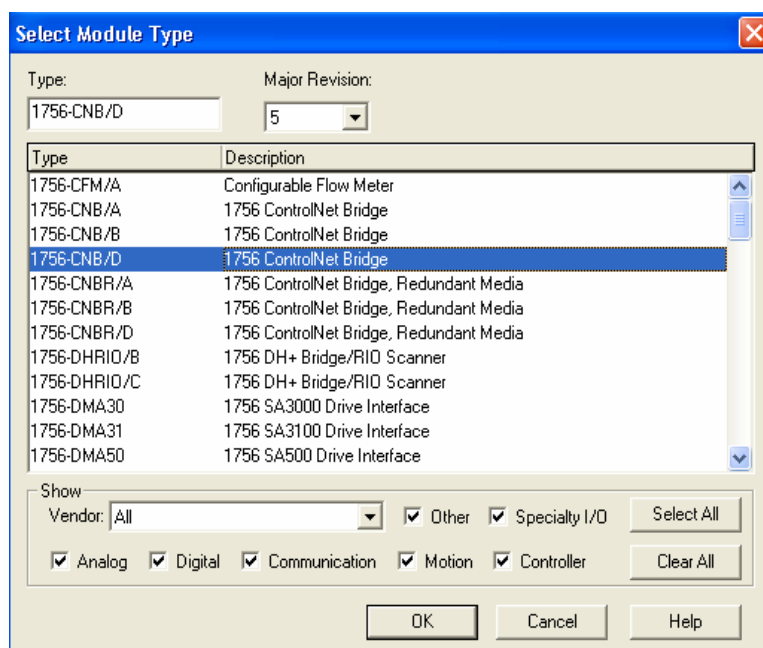 Select Module Type
Type: Major Revision:
1756-CNB/D 5
Type Description
1756-CFM/A Configurable Flow Meter
1756-CNB/A 1756 ControlNet Bridge
1756-CNB/B 1756 ControlNet Bridge
1756-CNB/D 1756 ControlNet Bridge
1756-CNBR/A 1756 ControlNet Bridge, Redundant Media
1756-CNBR/B 1756 ControlNet Bridge, Redundant Media
1756-CNBR/D 1756 ControlNet Bridge, Redundant Media
1756-DHRIO/B 1756 DH+ Bridge/RIO Scanner
1756-DHRIO/C 1756 DH+ Bridge/RIO Scanner
1756-DMA30 1756 SA3000 Drive Interface
1756-DMA31 1756 SA3100 Drive Interface
1756-DMA50 1756 SA500 Drive Interface
Show
Vendor: All Other Specialty I/O Select All
Analog Digital Communication Motion Controller Clear All
OK Cancel Help